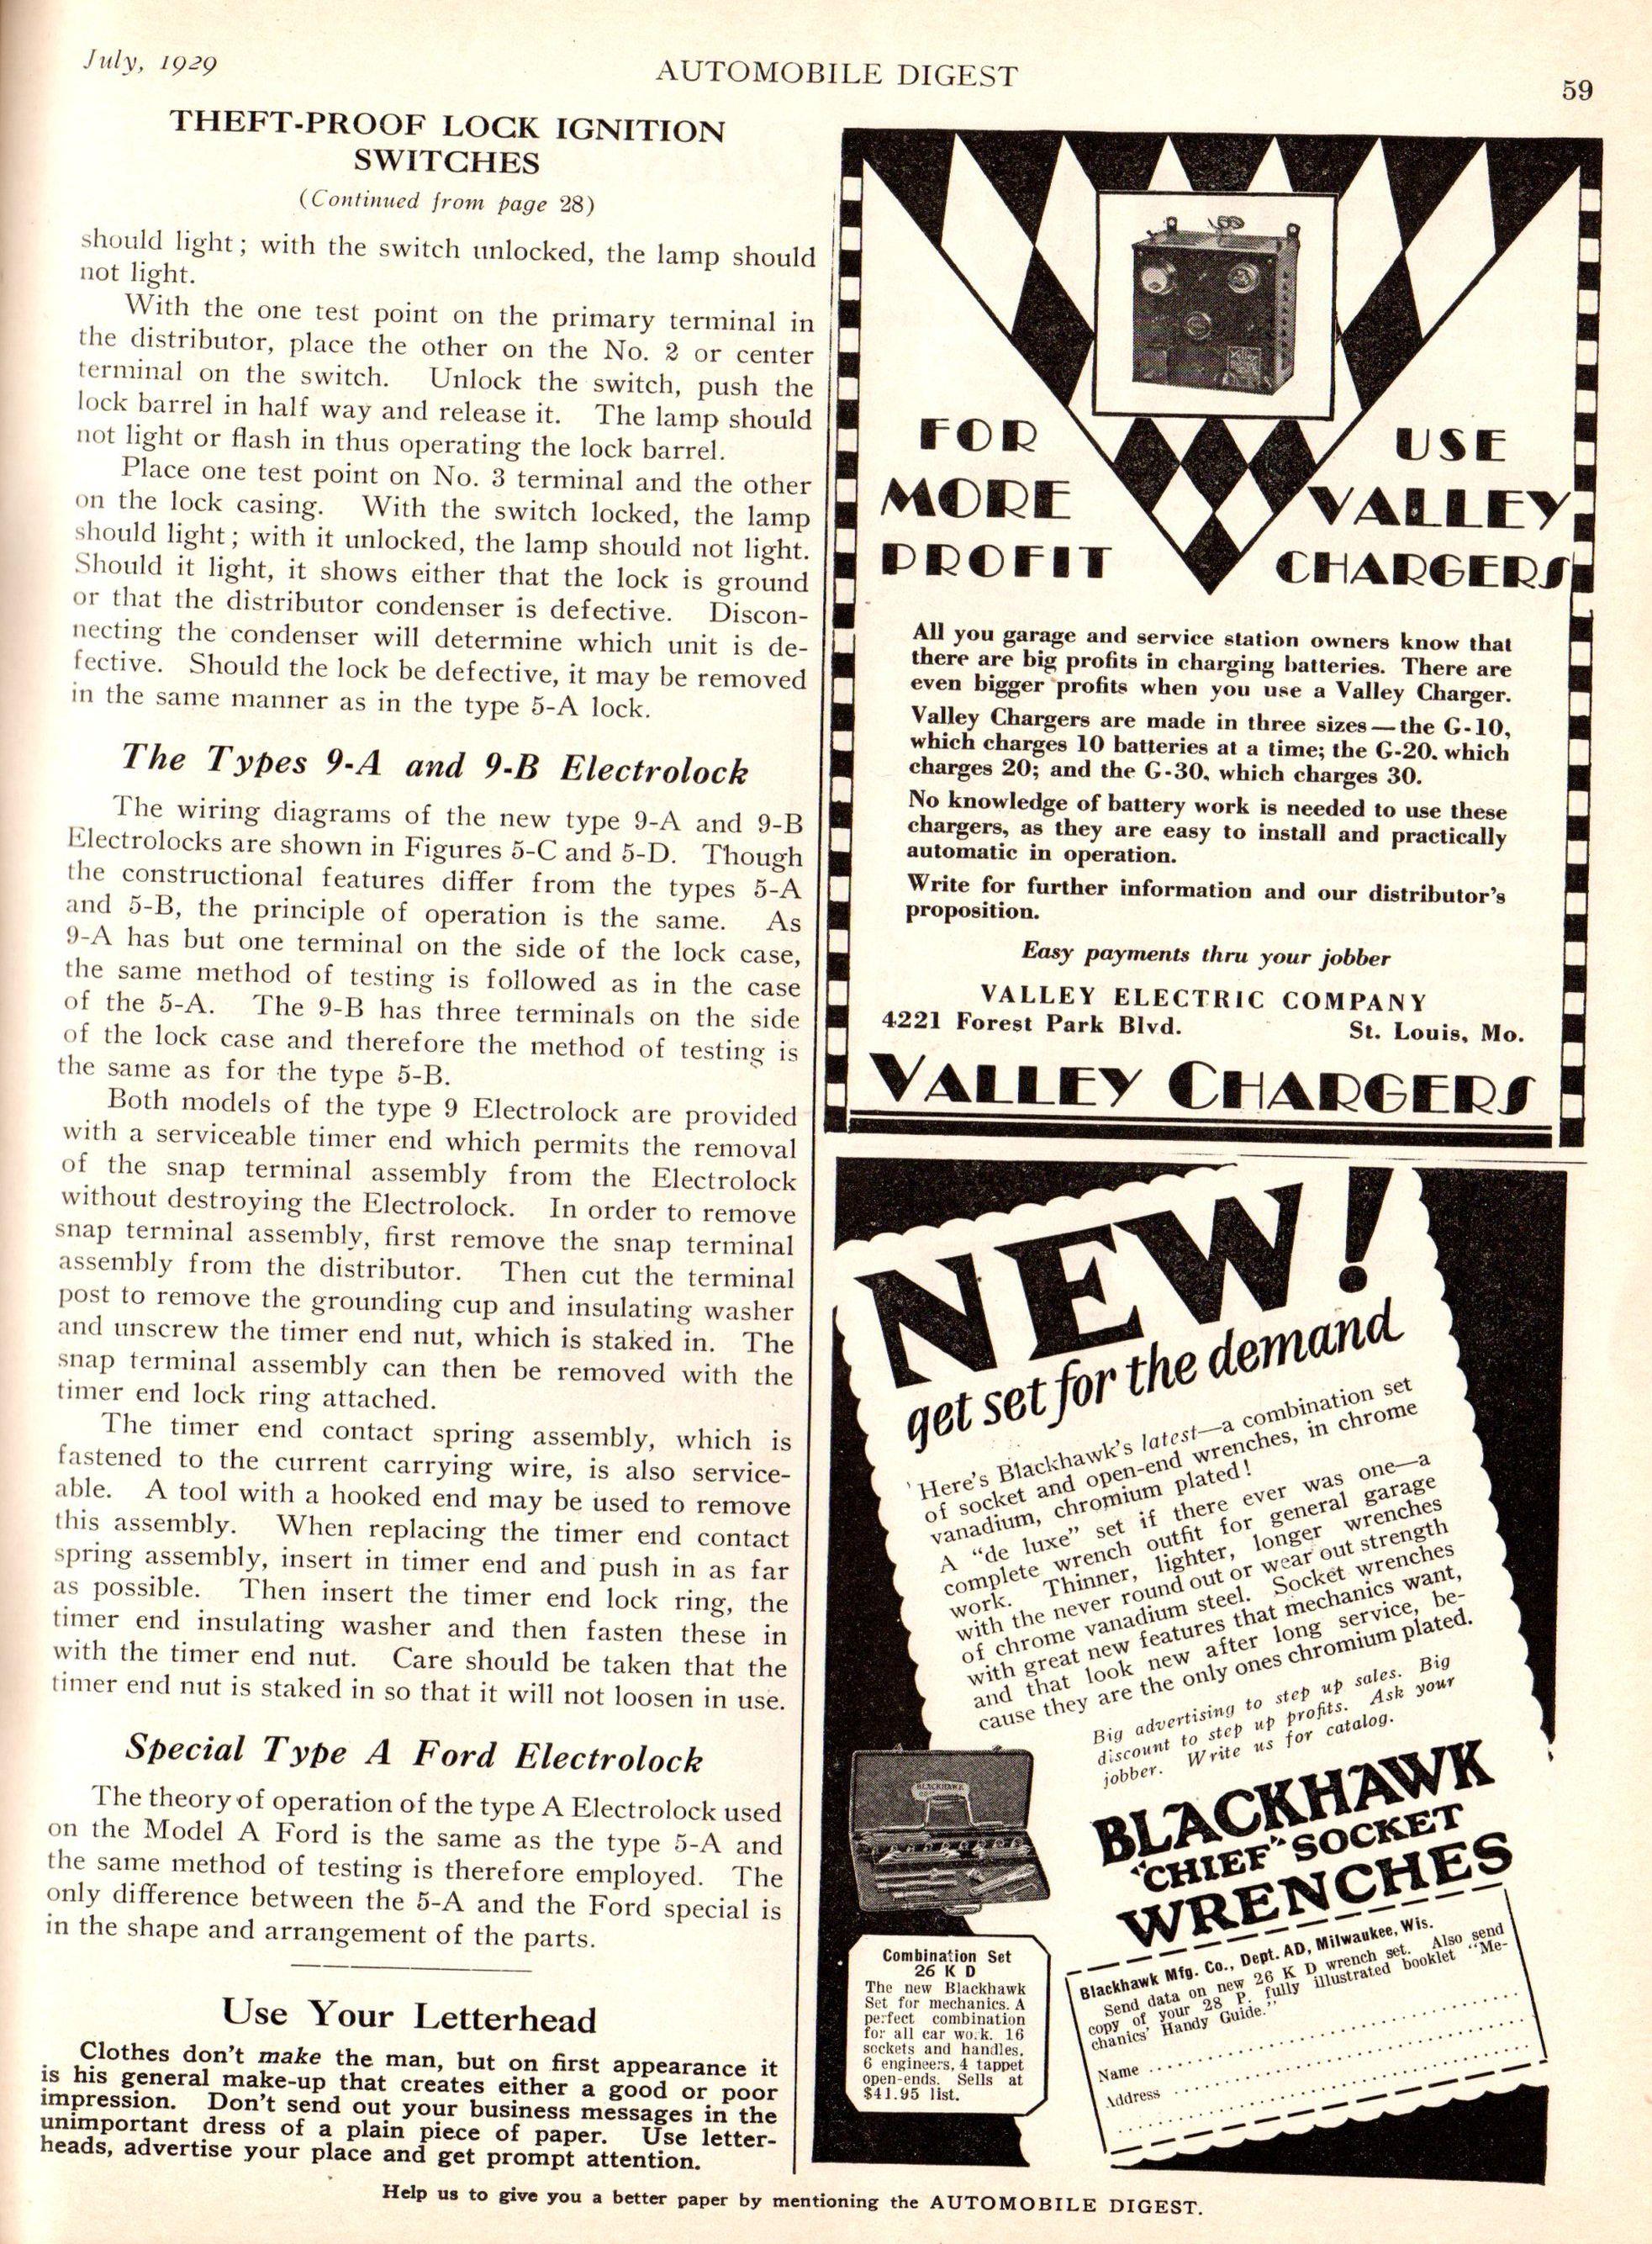 July, 1929
AUTOMOBILE DIGEST
59
THEFT-PROOF LOCK IGNITION
SWITCHES
(Continued from page 28)
should light; with the switch unlocked, the lamp should
not light.
With the one test point on the primary terminal in
the distributor, place the other on the No. 2 or center
terminal on the switch. Unlock the switch, push the
lock barrel in half way and release it. The lamp should
not light or flash in thus operating the lock barrel.
Place one test point on No. 3 terminal and the other
on the lock casing. With the switch locked, the lamp
should light; with it unlocked, the lamp should not light.
Should it light, it shows either that the lock is ground
or that the distributor condenser is defective. Discon-
necting the condenser will determine which unit is de-
fective. Should the lock be defective, it may be removed
in the same manner as in the type 5-A lock.
The Types 9-A and 9-B Electrolock
The wiring diagrams of the new type 9-A and 9-B
Electrolocks are shown in Figures 5-C and 5-D. Though
the constructional features differ from the types 5-A
and 5-B, the principle of operation is the same. As
9-A has but one terminal on the side of the lock case,
the same method of testing is followed as in the case
of the 5-A. The 9-B has three terminals on the side
of the lock case and therefore the method of testing is
the same as for the type 5-B.
Both models of the type 9 Electrolock are provided
with a serviceable timer end which permits the removal
of the snap terminal assembly from the Electrolock
without destroying the Electrolock. In order to remove
snap terminal assembly, first remove the snap terminal
assembly from the distributor. Then cut the terminal
post to remove the grounding cup and insulating washer
and unscrew the timer end nut, which is staked in. The
snap terminal assembly can then be removed with the
timer end lock ring attached.
The timer end contact spring assembly, which is
fastened to the current carrying wire, is also service-
able. A tool with a hooked end may be used to remove
this assembly. When replacing the timer end contact
spring assembly, insert in timer end and push in as far
as possible. Then insert the timer end lock ring, the
timer end insulating washer and then fasten these in
with the timer end nut. Care should be taken that the
timer end nut is staked in so that it will not loosen in use.
Special Type A Ford Electrolock
The theory of operation of the type A Electrolock used
on the Model A Ford is the same as the type 5-A and
the same method of testing is therefore employed. The
only difference between the 5-A and the Ford special is
in the shape and arrangement of the parts.
Use Your Letterhead
Clothes don't make the man, but on first appearance it
is his general make-up that creates either a good or poor
impression. Don't send out your business messages in the
unimportant dress of a plain piece of paper. Use letter-
heads, advertise your place and get prompt attention.
FOR
MORE
PROFIT
USE
VALLEY
CHARGERS
All you garage and service station owners know that
there are big profits in charging batteries. There are
even bigger profits when you use a Valley Charger.
Valley Chargers are made in three sizes—the G-10,
which charges 10 batteries at a time; the G-20, which
charges 20; and the G-30, which charges 30.
No knowledge of battery work is needed to use these
chargers, as they are easy to install and practically
automatic in operation.
Write for further information and our distributor's
proposition.
Easy payments thru your jobber
VALLEY ELECTRIC COMPANY
4221 Forest Park Blvd. St. Louis, Mo.
VALLEY CHARGERS
NEW!
get set for the demand
Here's Blackhawk's latest—a combination set
of socket and open-end wrenches, in chrome
vanadium, chromium plated!
A "de luxe" set if there ever was one—a
complete wrench outfit for general garage
work. Thinner, lighter, longer wrenches
with the never round out or wear out strength
of chrome vanadium steel. Socket wrenches
with great new features that mechanics want,
and that look new after long service, be-
cause they are the only ones chromium plated.
Big advertising to step up sales. Big
discount to step up profits. Ask your
jobber. Write us for catalog.
BLACKHAWK
BLACKHAWK
"CHIEF" SOCKET
WRENCHES
Combination Set
26 K D
The new Blackhawk
Set for mechanics. A
perfect combination
for all car work. 16
sockets and handles,
6 engineers, 4 tappet
open-ends. Sells at
$41.95 list.
Blackhawk Mfg. Co., Dept. AD, Milwaukee, Wis.
Send data on new 26 K D wrench set. Also send
copy of your 28 P. fully illustrated booklet "Me-
chanics' Handy Guide."
Name
Address
Help us to give you a better paper by mentioning the AUTOMOBILE DIGEST.